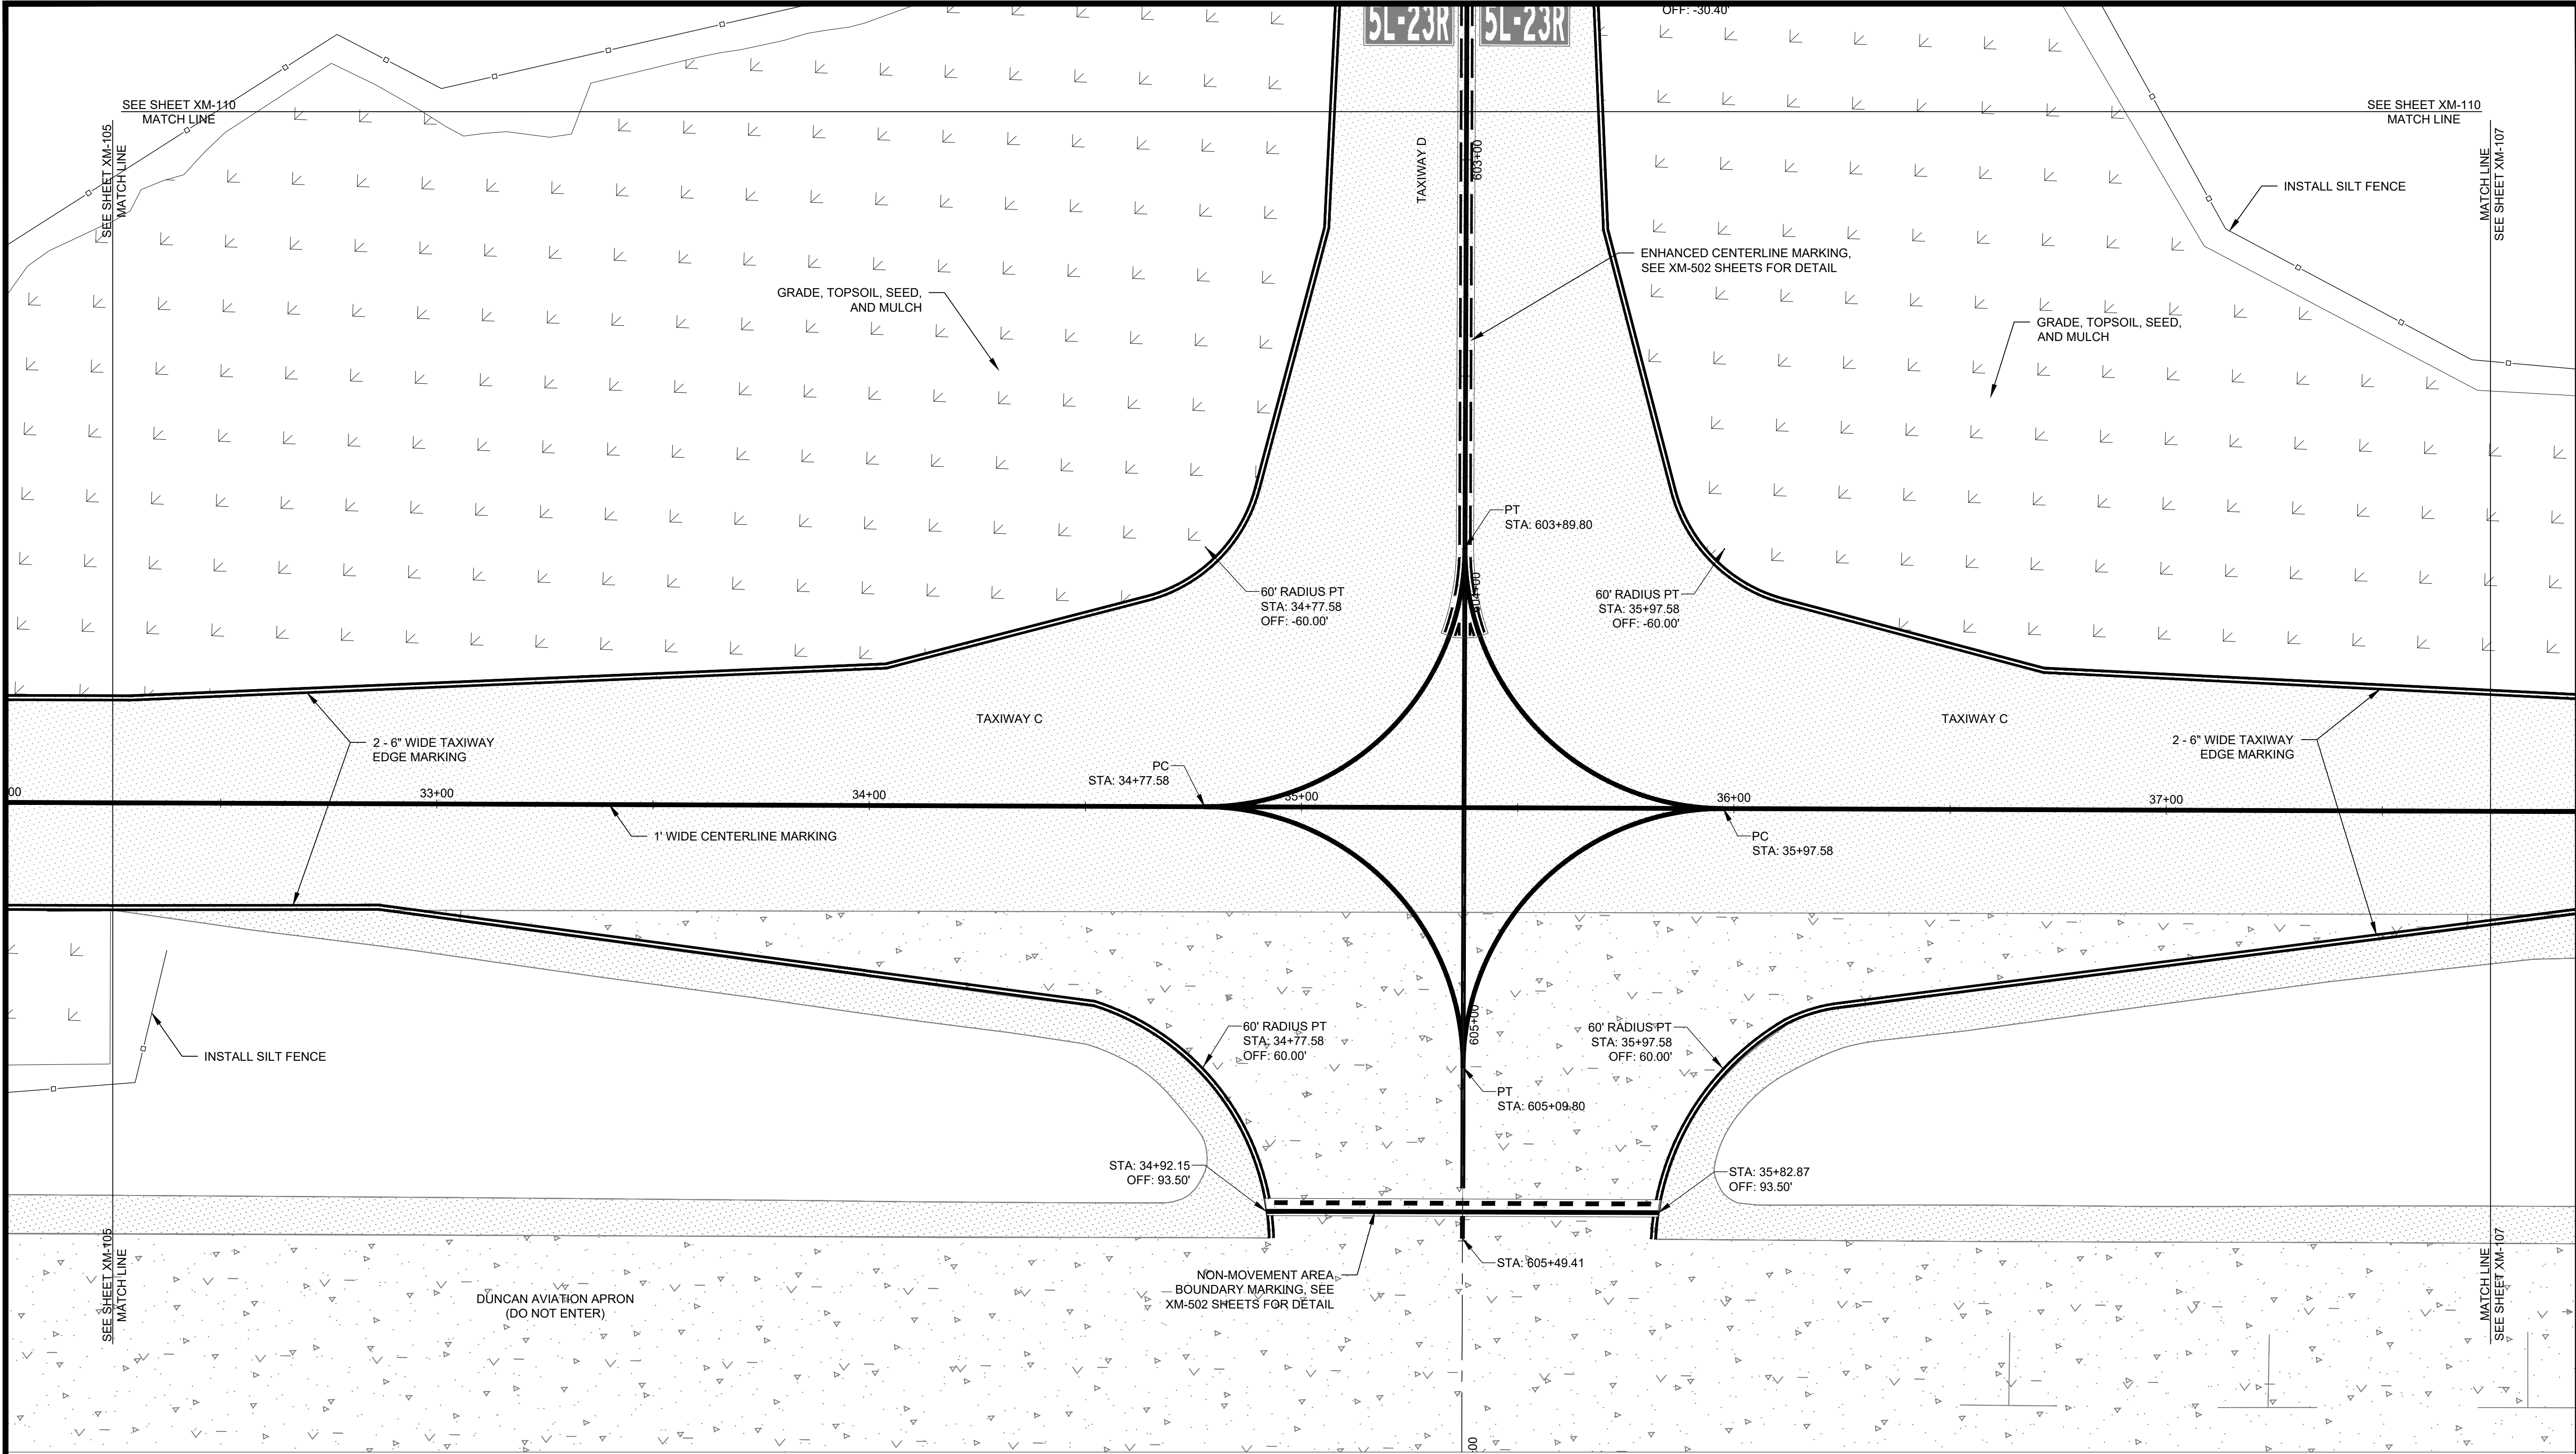 5L-23R
5L-23R
OFF: -30.40'
SEE SHEET XM-110
MATCH LINE
SEE SHEET XM-110
MATCH LINE
SEE SHEET XM-105
MATCH LINE
TAXIWAY D
603+00
MATCH LINE
SEE SHEET XM-107
INSTALL SILT FENCE
ENHANCED CENTERLINE MARKING,
SEE XM-502 SHEETS FOR DETAIL
GRADE, TOPSOIL, SEED,
AND MULCH
GRADE, TOPSOIL, SEED,
AND MULCH
PT
STA: 603+89.80
604+00
60' RADIUS PT
STA: 34+77.58
OFF: -60.00'
60' RADIUS PT
STA: 35+97.58
OFF: -60.00'
TAXIWAY C
TAXIWAY C
2 - 6" WIDE TAXIWAY
EDGE MARKING
2 - 6" WIDE TAXIWAY
EDGE MARKING
PC
STA: 34+77.58
00
33+00
34+00
35+00
36+00
37+00
1' WIDE CENTERLINE MARKING
PC
STA: 35+97.58
605+00
60' RADIUS PT
STA: 34+77.58
OFF: 60.00'
60' RADIUS PT
STA: 35+97.58
OFF: 60.00'
INSTALL SILT FENCE
PT
STA: 605+09.80
STA: 34+92.15
OFF: 93.50'
STA: 35+82.87
OFF: 93.50'
STA: 605+49.41
NON-MOVEMENT AREA
BOUNDARY MARKING, SEE
XM-502 SHEETS FOR DETAIL
DUNCAN AVIATION APRON
(DO NOT ENTER)
SEE SHEET XM-105
MATCH LINE
MATCH LINE
SEE SHEET XM-107
00